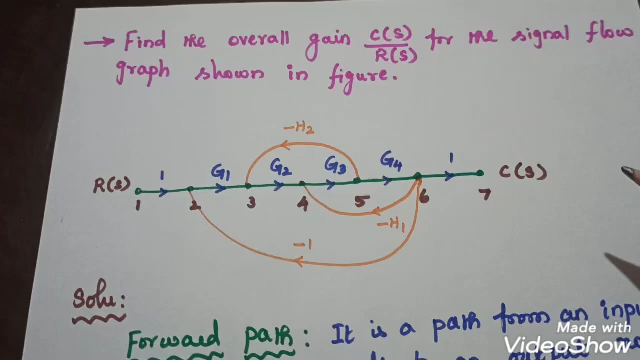 → Find the overall gain C(S)/R(S) for the signal flow
graph shown in figure.
-H₂
R(S) 1 G₁ G₂ G₃ G₄ 1 C(S)
1 2 3 4 5 6 7
-H₁
-1
Solu:
Forward path: It is a path from an inpu
Made with
VideoShow